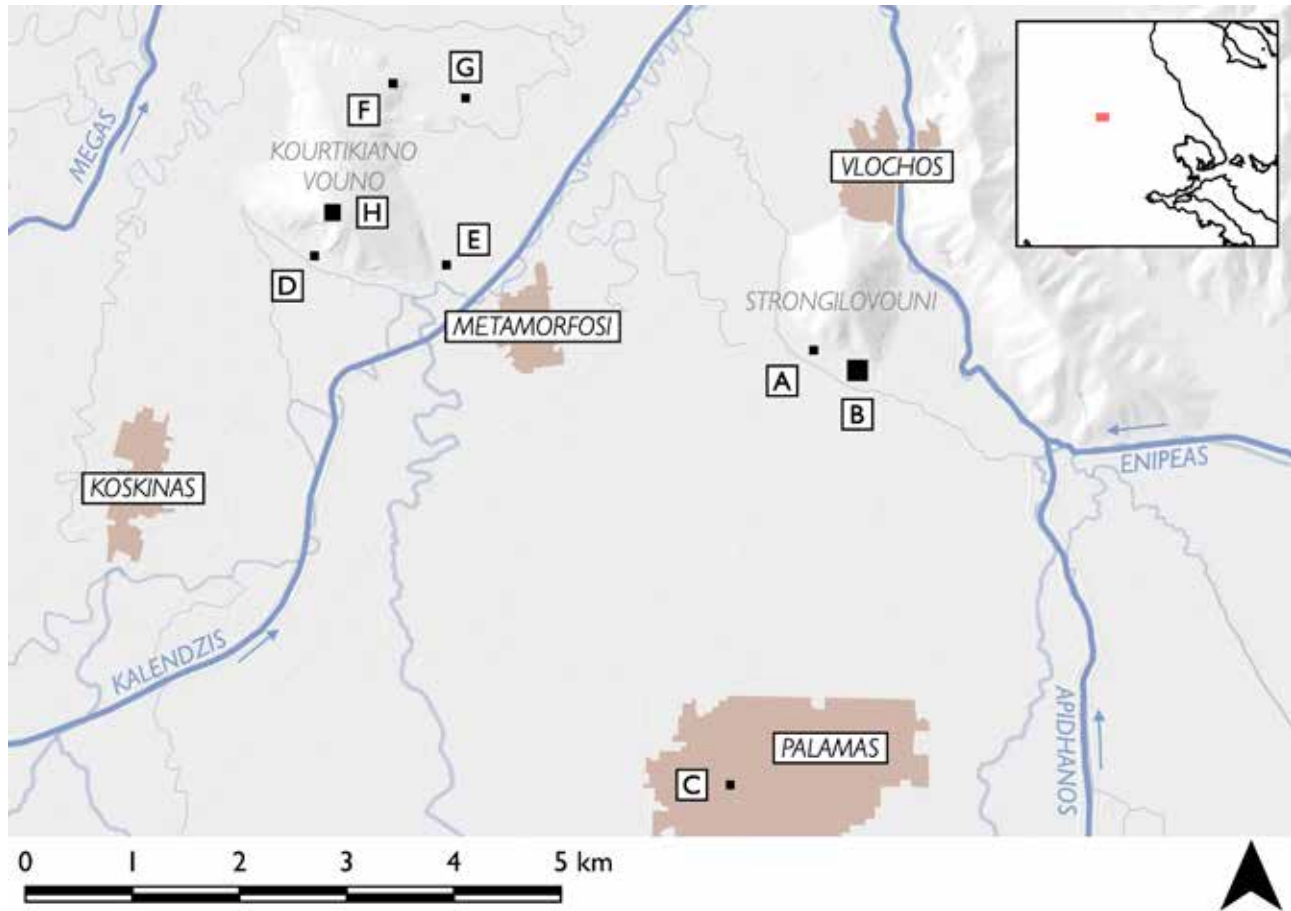 MEGAS
G
F
KOURTIKIANO
VOUNO
VLOCHOS
H
E
D
STRONGILOVOUNI
METAMORFOSI
A
B
ENIPEAS
KOSKINAS
KALENDZIS
APIDHANOS
PALAMAS
C
0 1 2 3 4 5 km